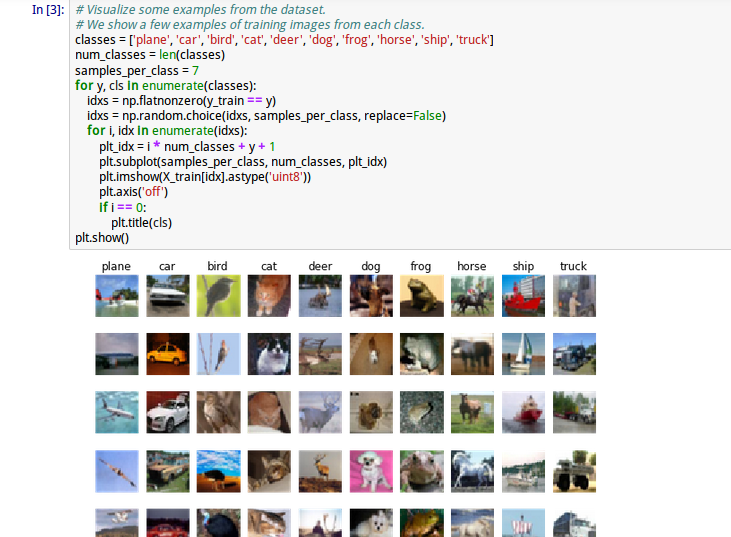 In [3]: # Visualize some examples from the dataset.
# We show a few examples of training images from each class.
classes = ['plane', 'car', 'bird', 'cat', 'deer', 'dog', 'frog', 'horse', 'ship', 'truck']
num_classes = len(classes)
samples_per_class = 7
for y, cls in enumerate(classes):
    idxs = np.flatnonzero(y_train == y)
    idxs = np.random.choice(idxs, samples_per_class, replace=False)
    for i, idx in enumerate(idxs):
        plt_idx = i * num_classes + y + 1
        plt.subplot(samples_per_class, num_classes, plt_idx)
        plt.imshow(X_train[idx].astype('uint8'))
        plt.axis('off')
        if i == 0:
            plt.title(cls)
plt.show()
plane car bird cat deer dog frog horse ship truck